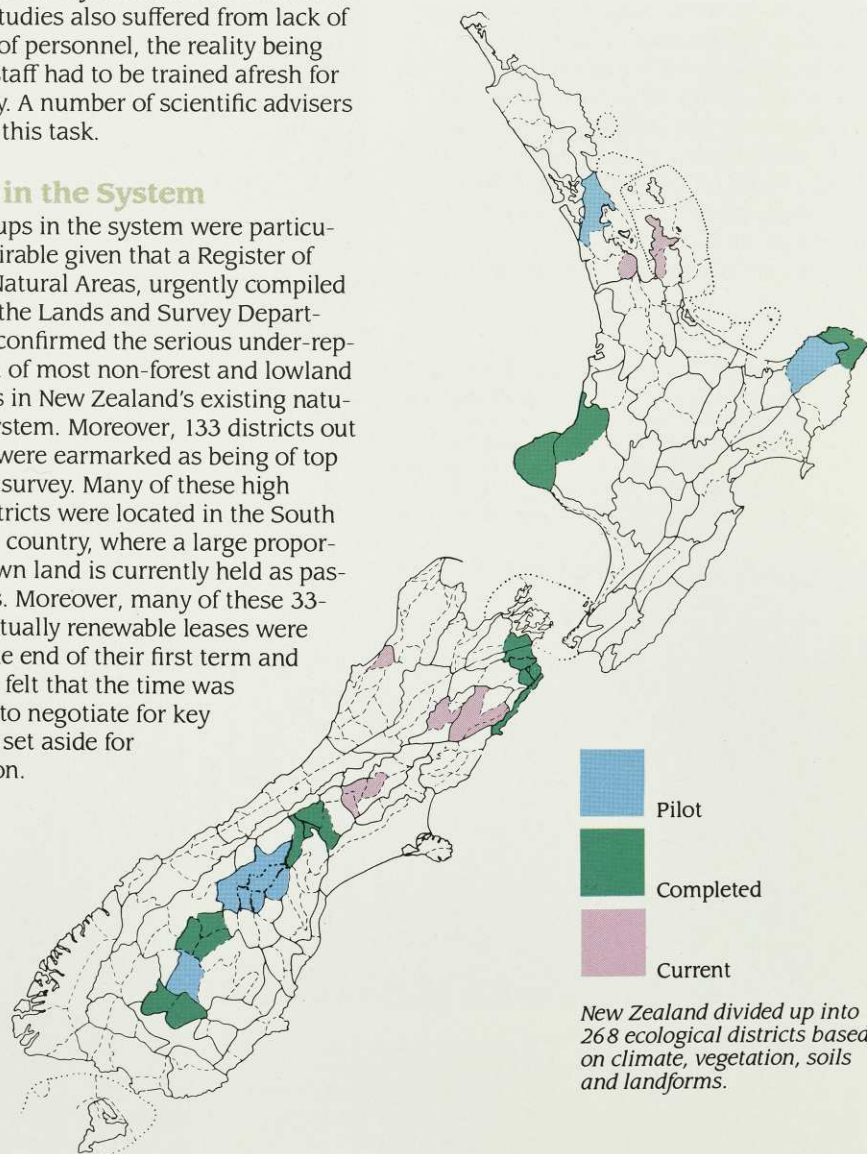 tudies also suffered from lack of
of personnel, the reality being
staff had to be trained afresh for
y. A number of scientific advisers
this task.
in the System
ups in the system were particu-
irable given that a Register of
Natural Areas, urgently compiled
the Lands and Survey Depart-
confirmed the serious under-rep-
of most non-forest and lowland
s in New Zealand's existing natu-
ystem. Moreover, 133 districts out
were earmarked as being of top
survey. Many of these high
tricts were located in the South
country, where a large propor-
wn land is currently held as pas-
s. Moreover, many of these 33-
tually renewable leases were
e end of their first term and
felt that the time was
to negotiate for key
set aside for
on.
Pilot
Completed
Current
New Zealand divided up into
268 ecological districts based
on climate, vegetation, soils
and landforms.